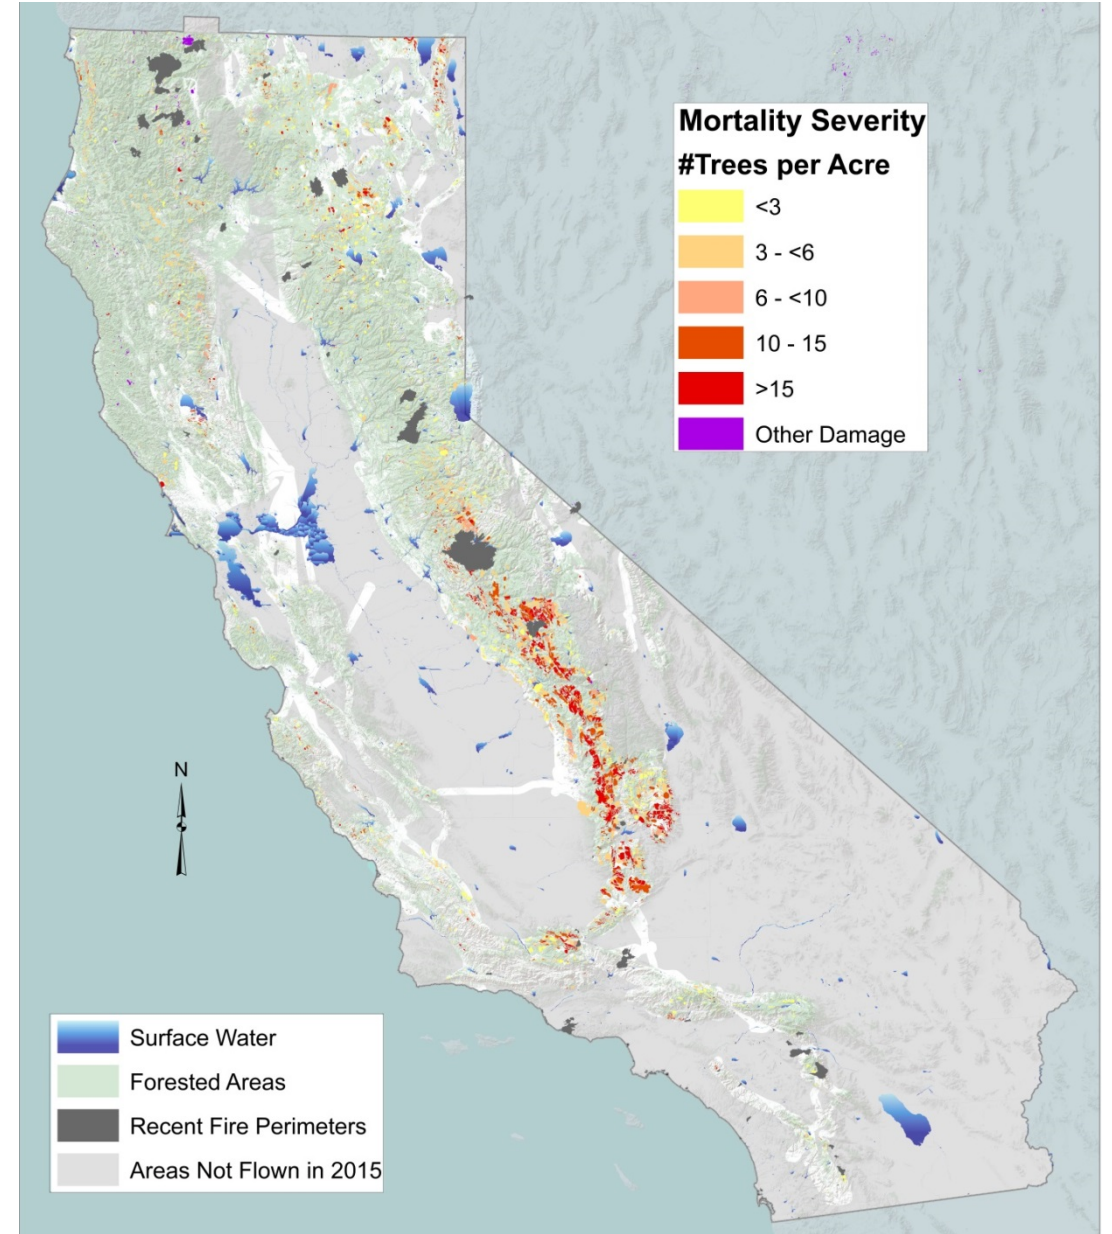 Mortality Severity
#Trees per Acre
<3
3 - <6
6 - <10
10 - 15
>15
Other Damage
N
Surface Water
Forested Areas
Recent Fire Perimeters
Areas Not Flown in 2015